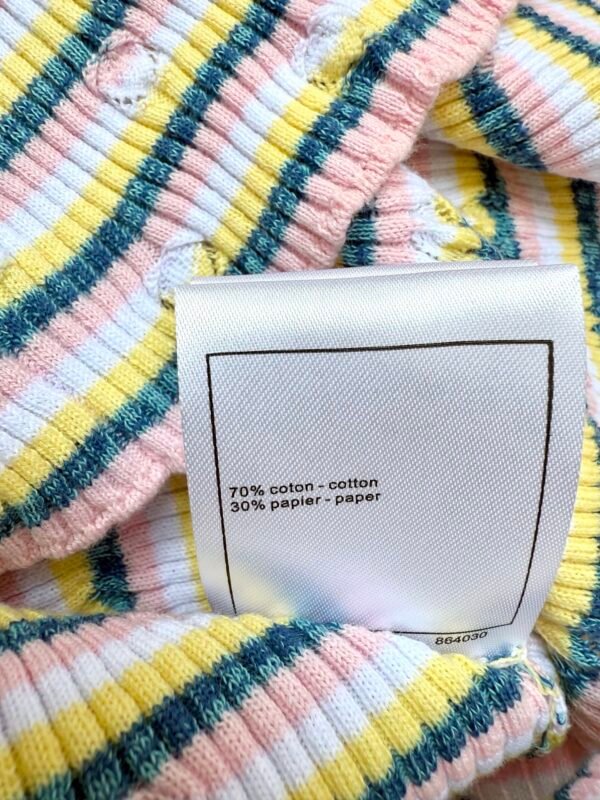 70% coton - cotton
30% papier - paper
864030